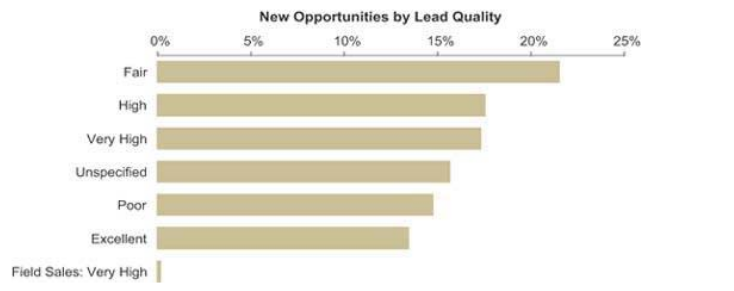 New Opportunities by Lead Quality
0% 5% 10% 15% 20% 25%
Fair
High
Very High
Unspecified
Poor
Excellent
Field Sales: Very High